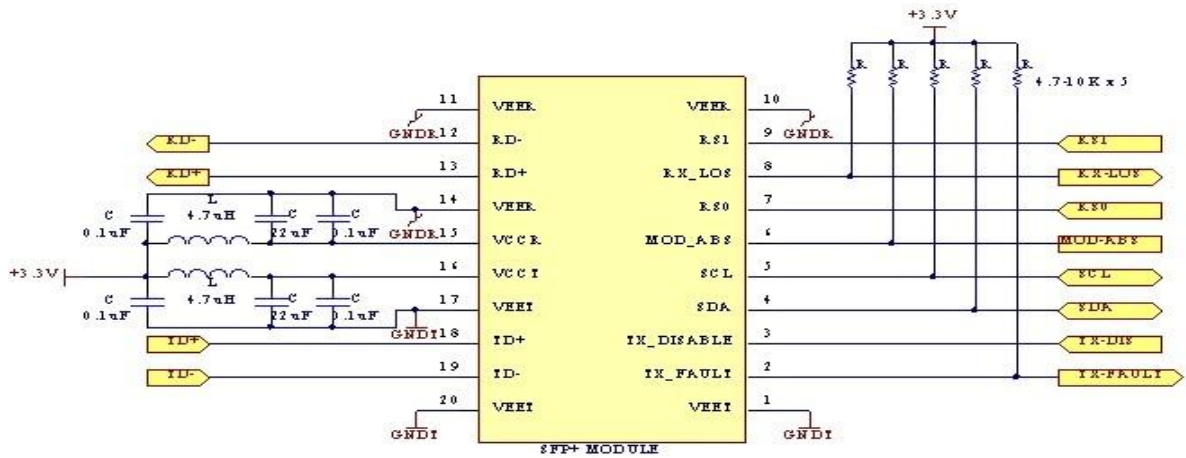 +3.3V
R R R R R
4.7-10K x 5
11 VEER VEER 10
GNDR GNDR
RD- 12 RD- RS1 9 RS1
RD+ 13 RD+ RX_LOS 8 RX-LOS
L
C 4.7uH C C 14 VEER RS0 7 RS0
0.1uF 22uF 0.1uF GNDR
15 VCCR MOD_ABS 6 MOD-ABS
+3.3V 16 VCCT SCL 5 SCL
L
C 4.7uH C C 17 VEET SDA 4 SDA
0.1uF 22uF 0.1uF GNDT
TD+ 18 TD+ TX_DISABLE 3 TX-DIS
TD- 19 TD- TX_FAULT 2 TX-FAULT
20 VEET VEET 1
GNDT GNDT
SFP+ MODULE